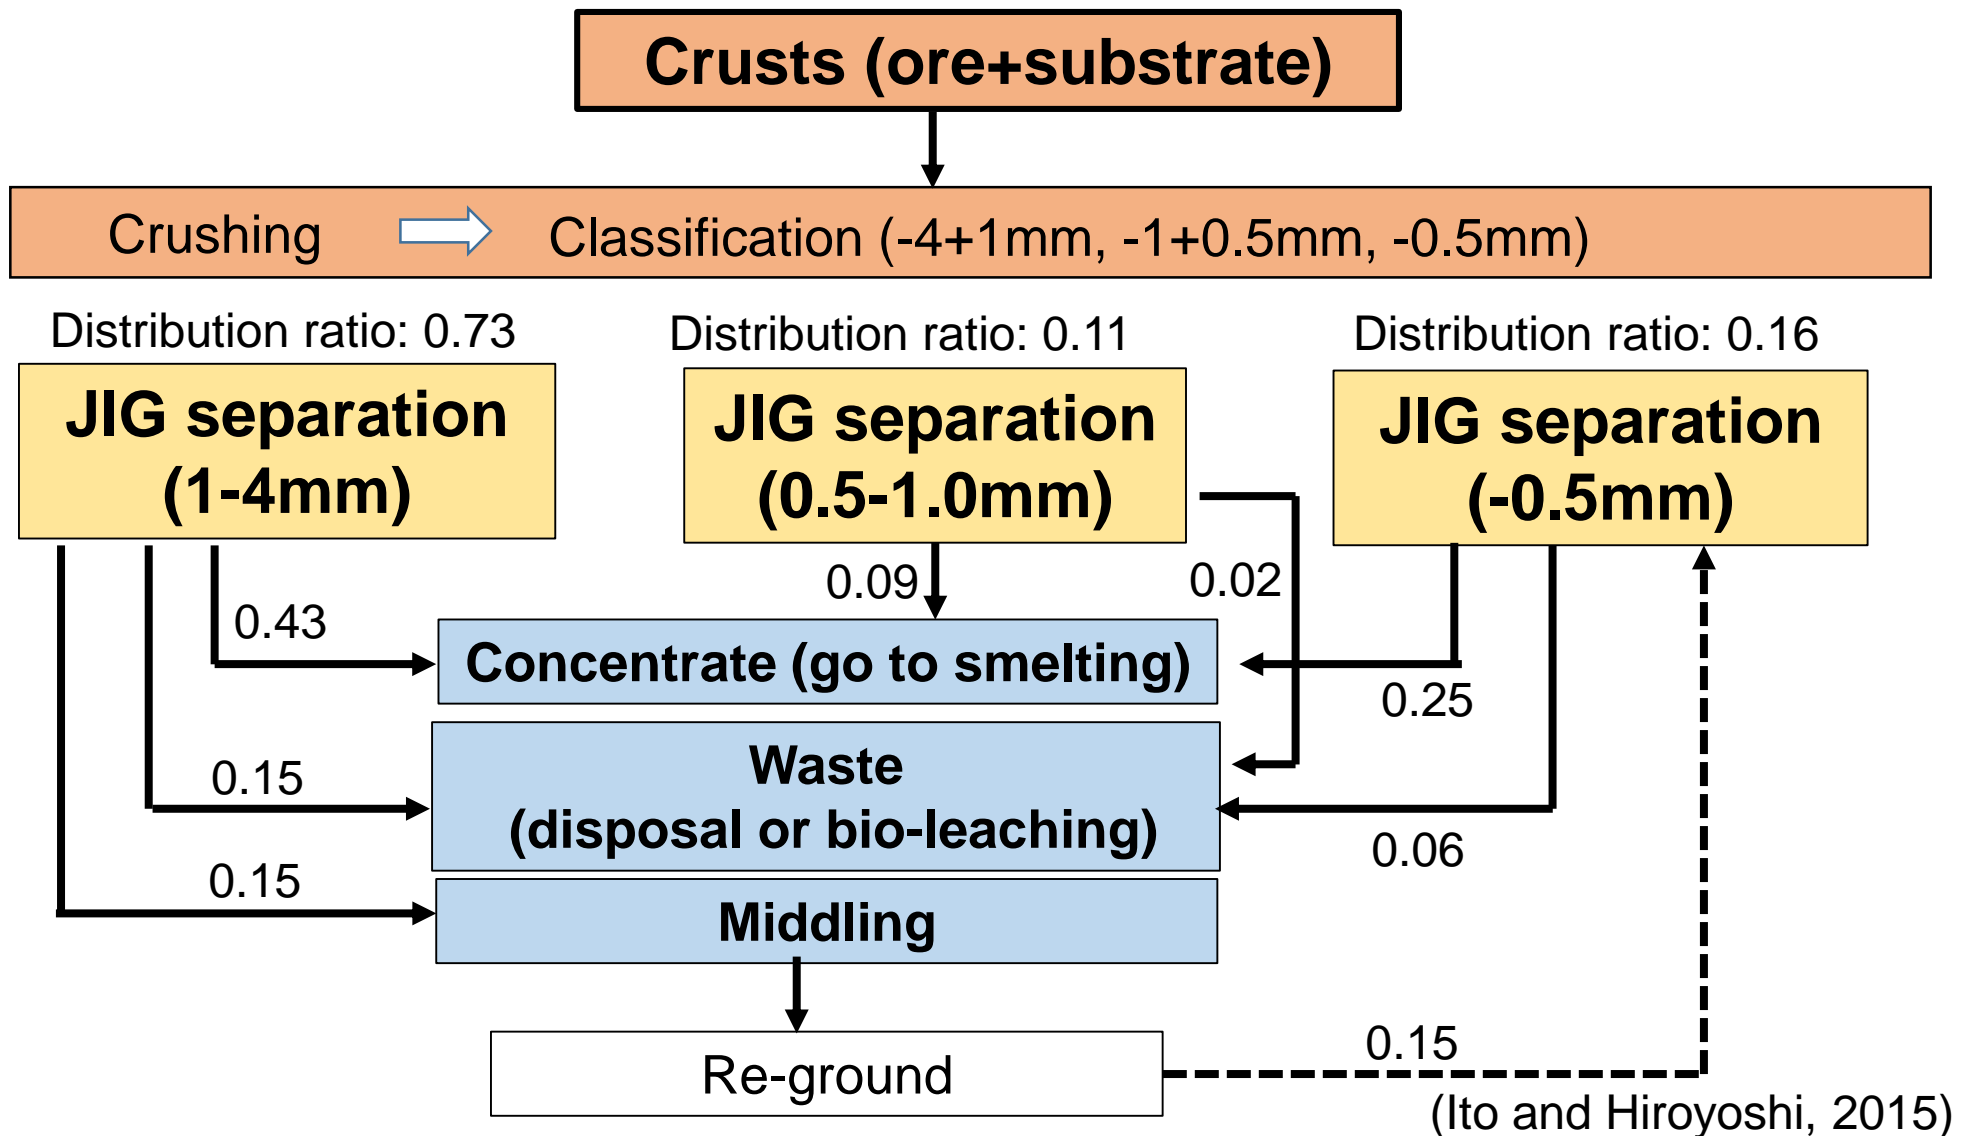 Crusts (ore+substrate)
Crushing
Classification (-4+1mm, -1+0.5mm, -0.5mm)
Distribution ratio: 0.73
Distribution ratio: 0.11
Distribution ratio: 0.16
JIG separation
(1-4mm)
JIG separation
(0.5-1.0mm)
JIG separation
(-0.5mm)
0.43
0.09
0.02
0.25
Concentrate (go to smelting)
0.15
Waste
(disposal or bio-leaching)
0.06
0.15
Middling
Re-ground
0.15
(Ito and Hiroyoshi, 2015)